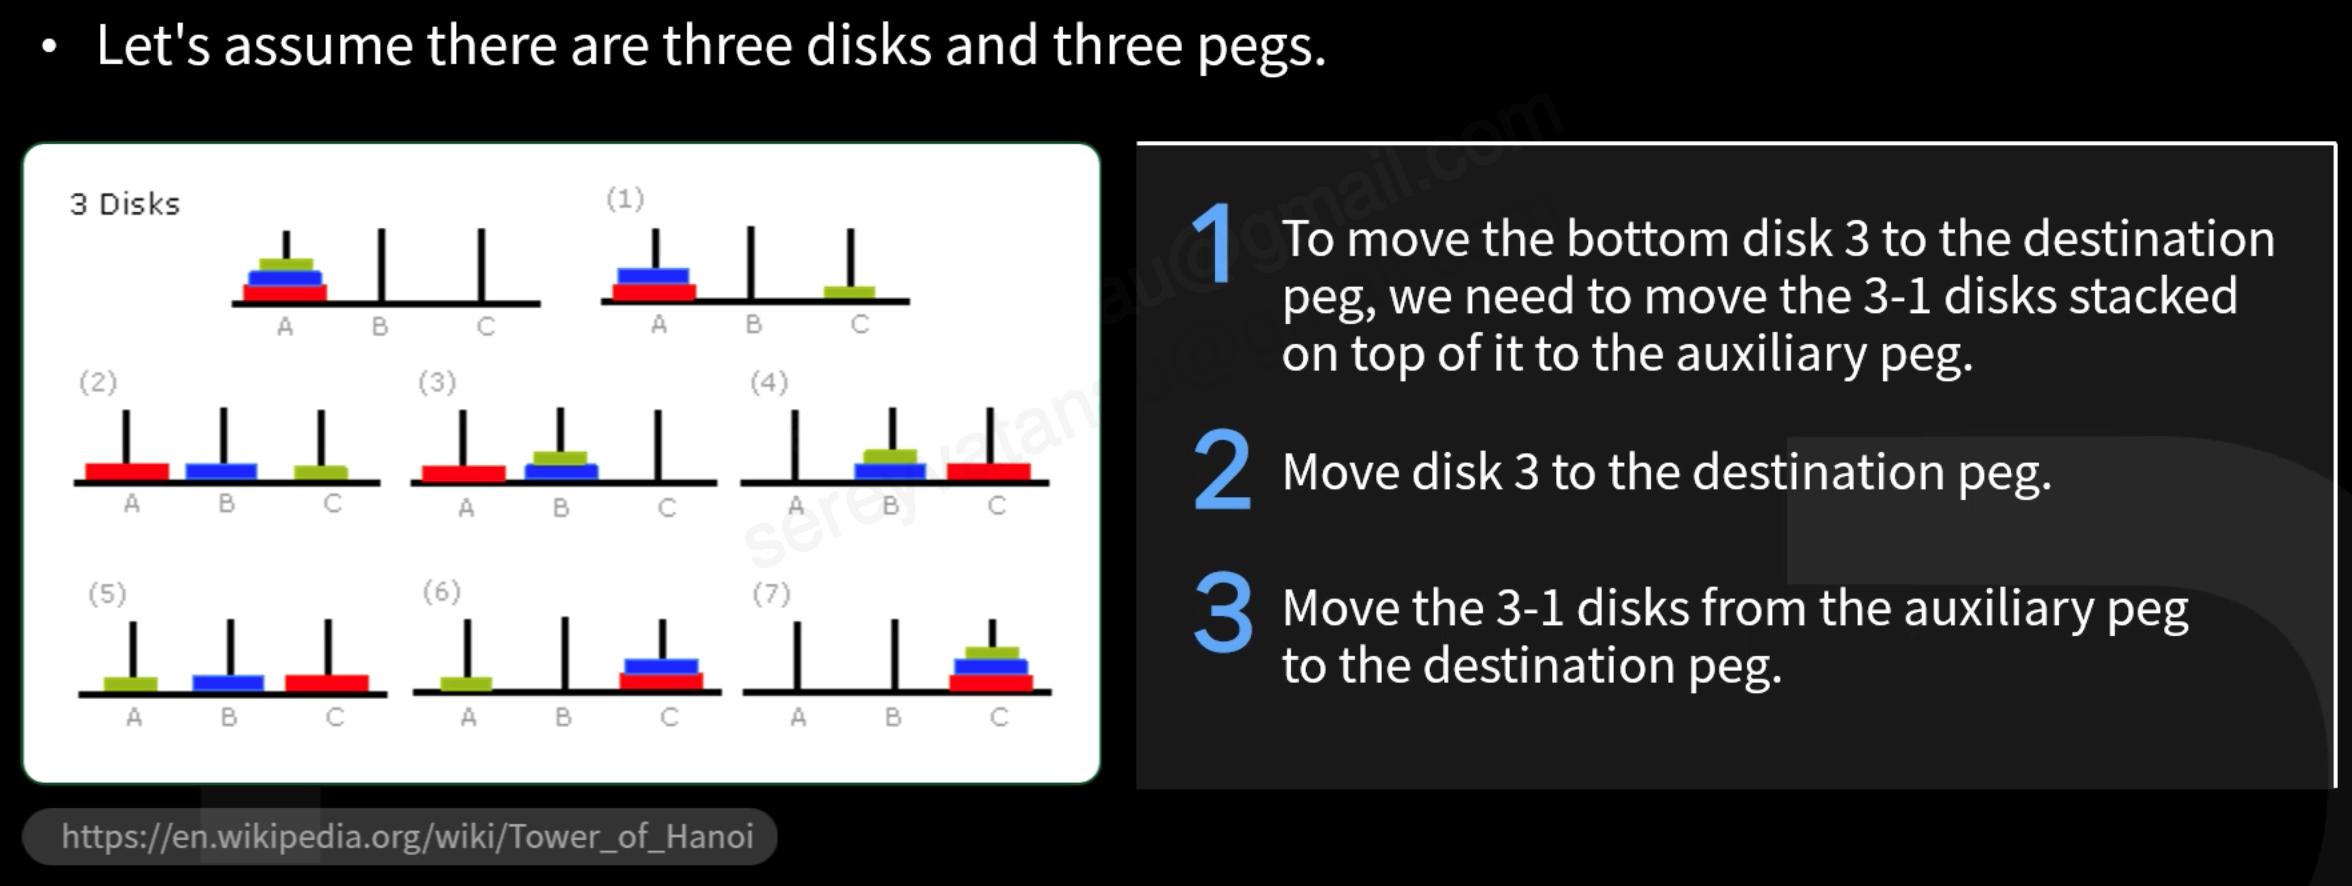 • Let's assume there are three disks and three pegs.
3 Disks
(1)
A B C
A B C
(2) (3) (4)
A B C
A B C
A B C
(5) (6) (7)
A B C
A B C
A B C
1 To move the bottom disk 3 to the destination
peg, we need to move the 3-1 disks stacked
on top of it to the auxiliary peg.
2 Move disk 3 to the destination peg.
3 Move the 3-1 disks from the auxiliary peg
to the destination peg.
https://en.wikipedia.org/wiki/Tower_of_Hanoi